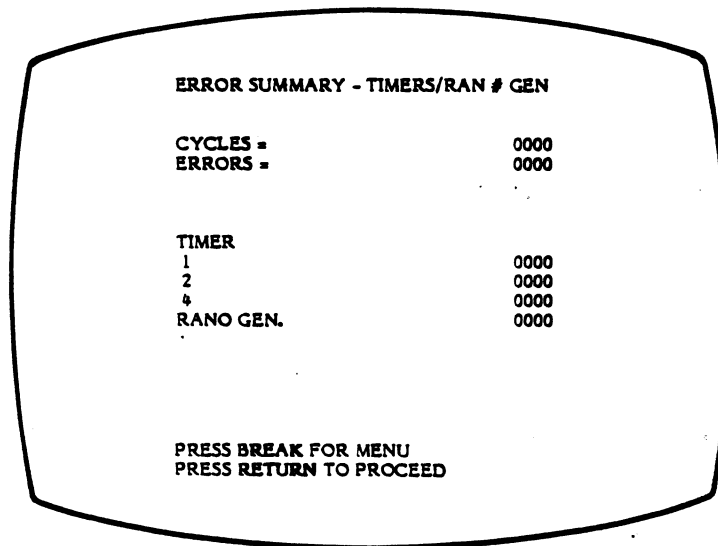 ERROR SUMMARY - TIMERS/RAN # GEN
CYCLES = 0000
ERRORS = 0000
TIMER
1 0000
2 0000
4 0000
RANO GEN. 0000
PRESS BREAK FOR MENU
PRESS RETURN TO PROCEED